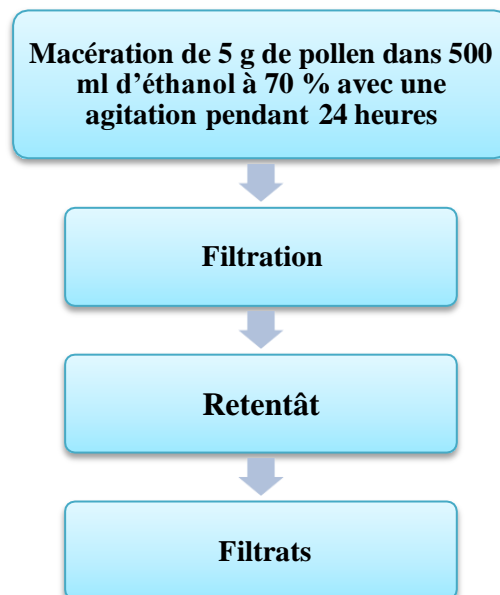 Macération de 5 g de pollen dans 500
ml d’éthanol à 70 % avec une
agitation pendant 24 heures
Filtration
Retentât
Filtrats